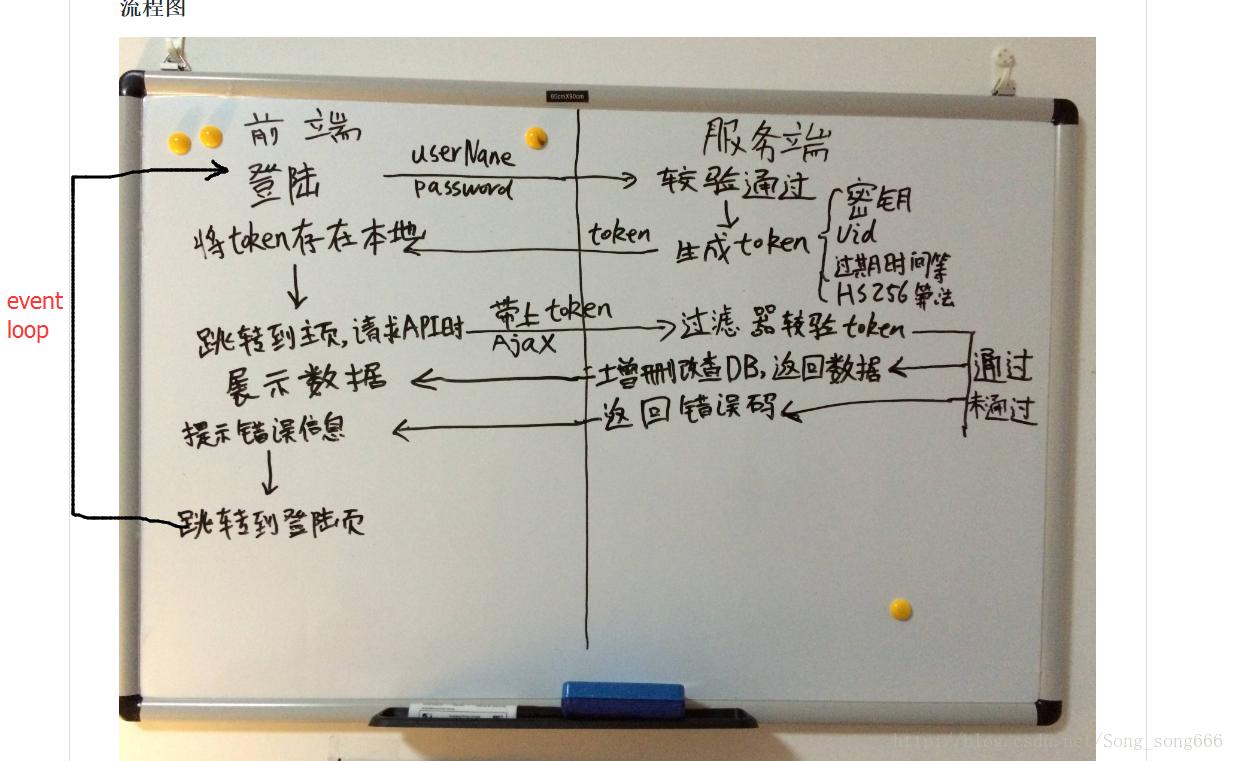 流程图
60cmX90cm
前端
服务端
登陆
userName
password
较验通过
密钥
Uid
过期时间等
HS256算法
将token存在本地
token
生成token
跳转到主页,请求API时
带上token
Ajax
过滤器较验token
展示数据
增删改查DB,返回数据
通过
提示错误信息
返回错误码
未通过
跳转到登陆页
event
loop
http://blog.csdn.net/Song_song666